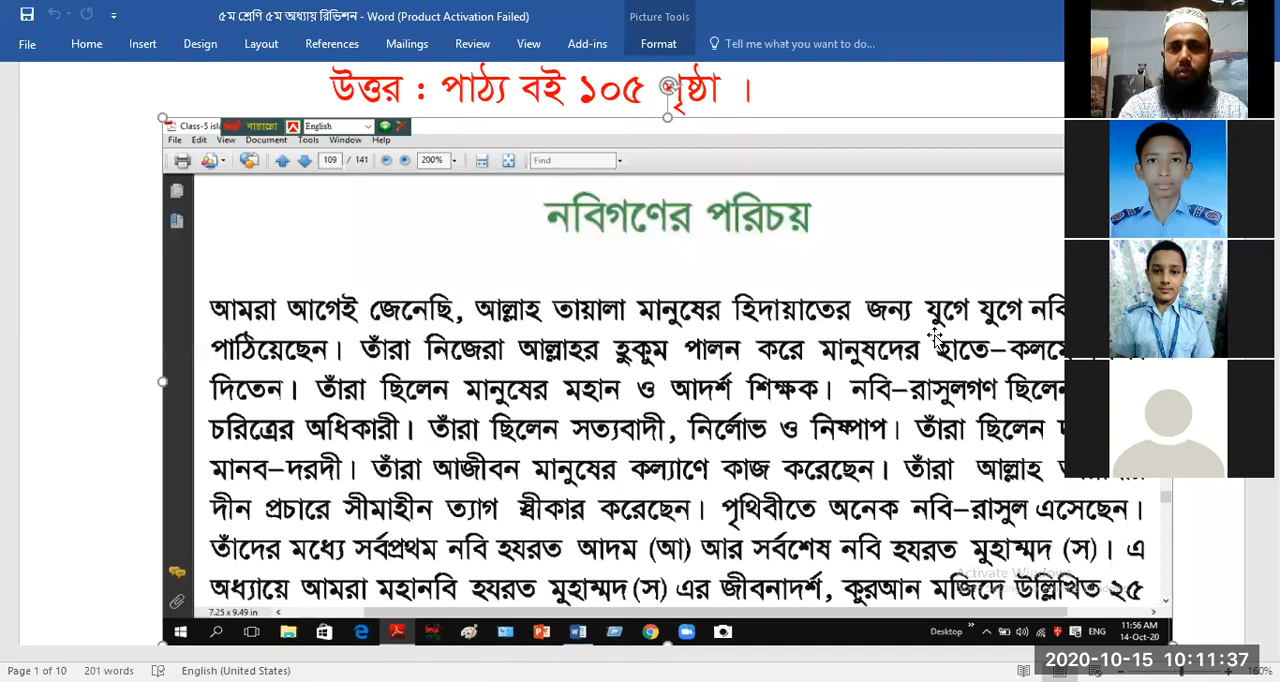 ৫ম শ্রেণি ৫ম অধ্যায় রিভিশন - Word (Product Activation Failed)
Picture Tools
File Home Insert Design Layout References Mailings Review View Add-ins Format Tell me what you want to do...
উত্তর : পাঠ্য বই ১০৫ পৃষ্ঠা ।
Class-5 isla
English
File Edit View Document Tools Window Help
109 / 141 200% Find
নবিগণের পরিচয়
আমরা আগেই জেনেছি, আল্লাহ তায়ালা মানুষের হিদায়াতের জন্য যুগে যুগে নবি
পাঠিয়েছেন। তাঁরা নিজেরা আল্লাহর হুকুম পালন করে মানুষদের হাতে-কলমে
দিতেন। তাঁরা ছিলেন মানুষের মহান ও আদর্শ শিক্ষক। নবি-রাসুলগণ ছিলেন
চরিত্রের অধিকারী। তাঁরা ছিলেন সত্যবাদী, নির্লোভ ও নিষ্পাপ। তাঁরা ছিলেন
মানব-দরদী। তাঁরা আজীবন মানুষের কল্যাণে কাজ করেছেন। তাঁরা আল্লাহ
দীন প্রচারে সীমাহীন ত্যাগ স্বীকার করেছেন। পৃথিবীতে অনেক নবি-রাসুল এসেছেন।
তাঁদের মধ্যে সর্বপ্রথম নবি হযরত আদম (আ) আর সর্বশেষ নবি হযরত মুহাম্মদ (স)। এ
অধ্যায়ে আমরা মহানবি হযরত মুহাম্মদ (স) এর জীবনাদর্শ, কুরআন মজিদে উল্লিখিত ২৫
Activate Windows
7.25 x 9.49 in
Desktop ENG 11:56 AM
14-Oct-20
2020-10-15 10:11:37
Page 1 of 10 201 words English (United States) 160%